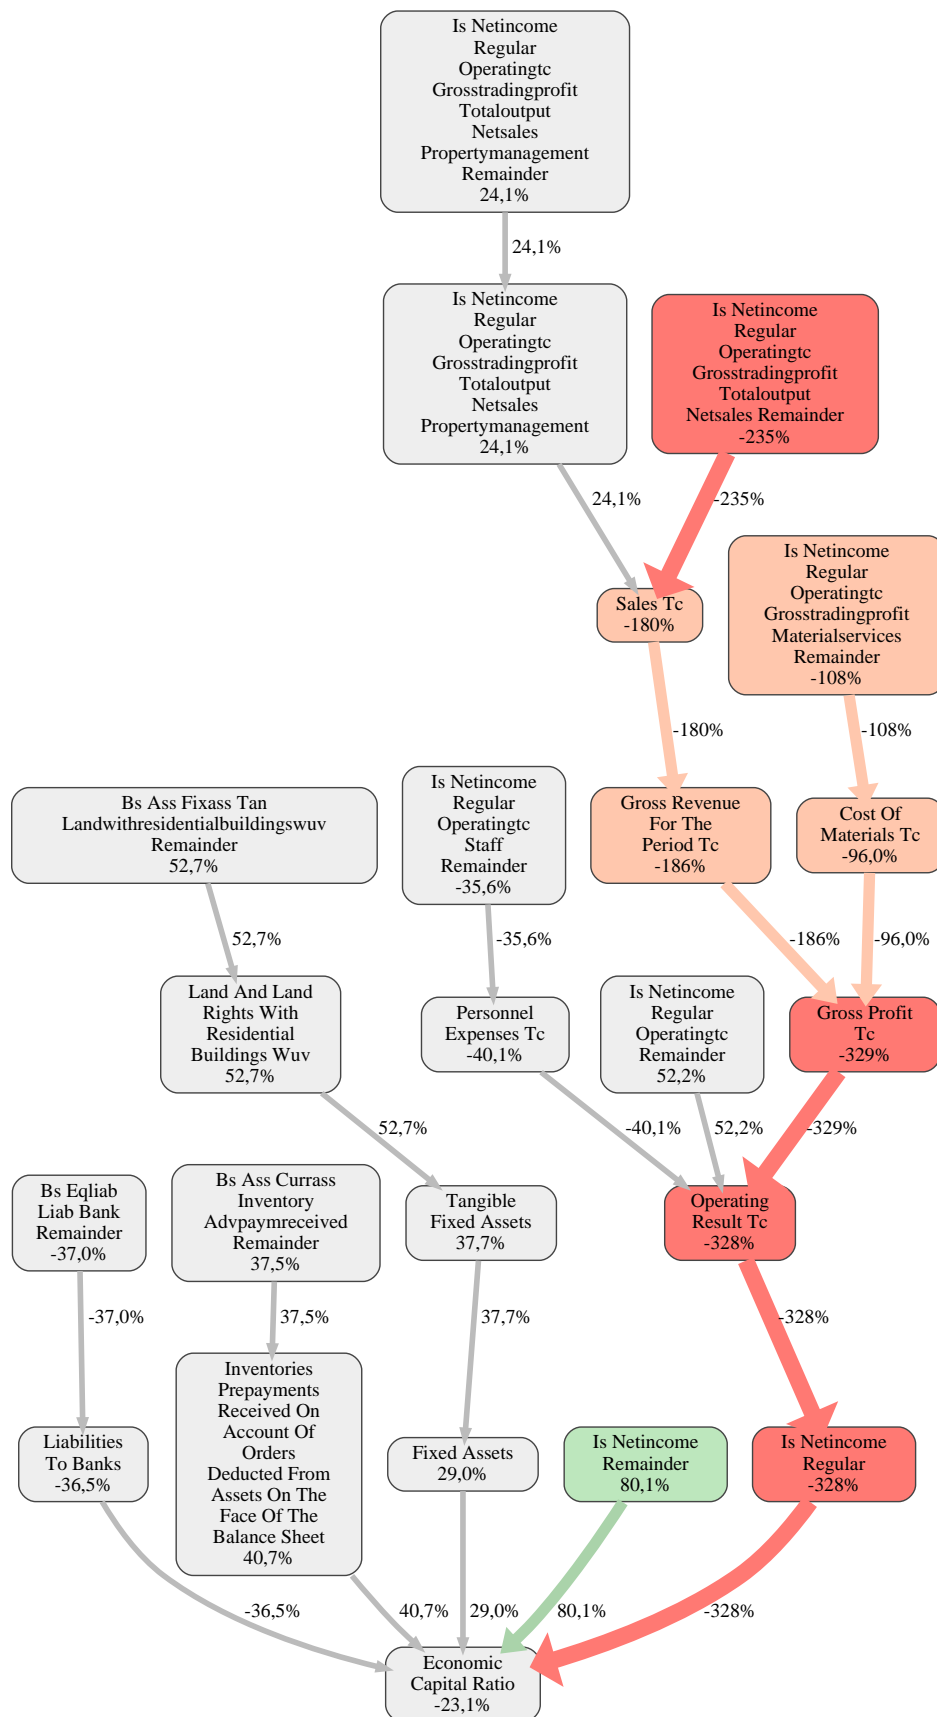 Is Netincome
Regular
Operatingtc
Grosstradingprofit
Totaloutput
Netsales
Propertymanagement
Remainder
24,1%
24,1%
Is Netincome
Regular
Operatingtc
Grosstradingprofit
Totaloutput
Netsales
Propertymanagement
24,1%
Is Netincome
Regular
Operatingtc
Grosstradingprofit
Totaloutput
Netsales Remainder
-235%
24,1%
-235%
Is Netincome
Regular
Operatingtc
Grosstradingprofit
Materialservices
Remainder
-108%
Sales Tc
-180%
-180%
-108%
Bs Ass Fixass Tan
Landwithresidentialbuildingswuv
Remainder
52,7%
Is Netincome
Regular
Operatingtc
Staff
Remainder
-35,6%
Gross Revenue
For The
Period Tc
-186%
Cost Of
Materials Tc
-96,0%
52,7%
-35,6%
-186%
-96,0%
Land And Land
Rights With
Residential
Buildings Wuv
52,7%
Personnel
Expenses Tc
-40,1%
Is Netincome
Regular
Operatingtc
Remainder
52,2%
Gross Profit
Tc
-329%
52,7%
-40,1%
52,2%
-329%
Bs Eqliab
Liab Bank
Remainder
-37,0%
Bs Ass Currass
Inventory
Advpaymreceived
Remainder
37,5%
Tangible
Fixed Assets
37,7%
Operating
Result Tc
-328%
-37,0%
37,5%
37,7%
-328%
Liabilities
To Banks
-36,5%
Inventories
Prepayments
Received On
Account Of
Orders
Deducted From
Assets On The
Face Of The
Balance Sheet
40,7%
Fixed Assets
29,0%
Is Netincome
Remainder
80,1%
Is Netincome
Regular
-328%
-36,5%
40,7%
29,0%
80,1%
-328%
Economic
Capital Ratio
-23,1%